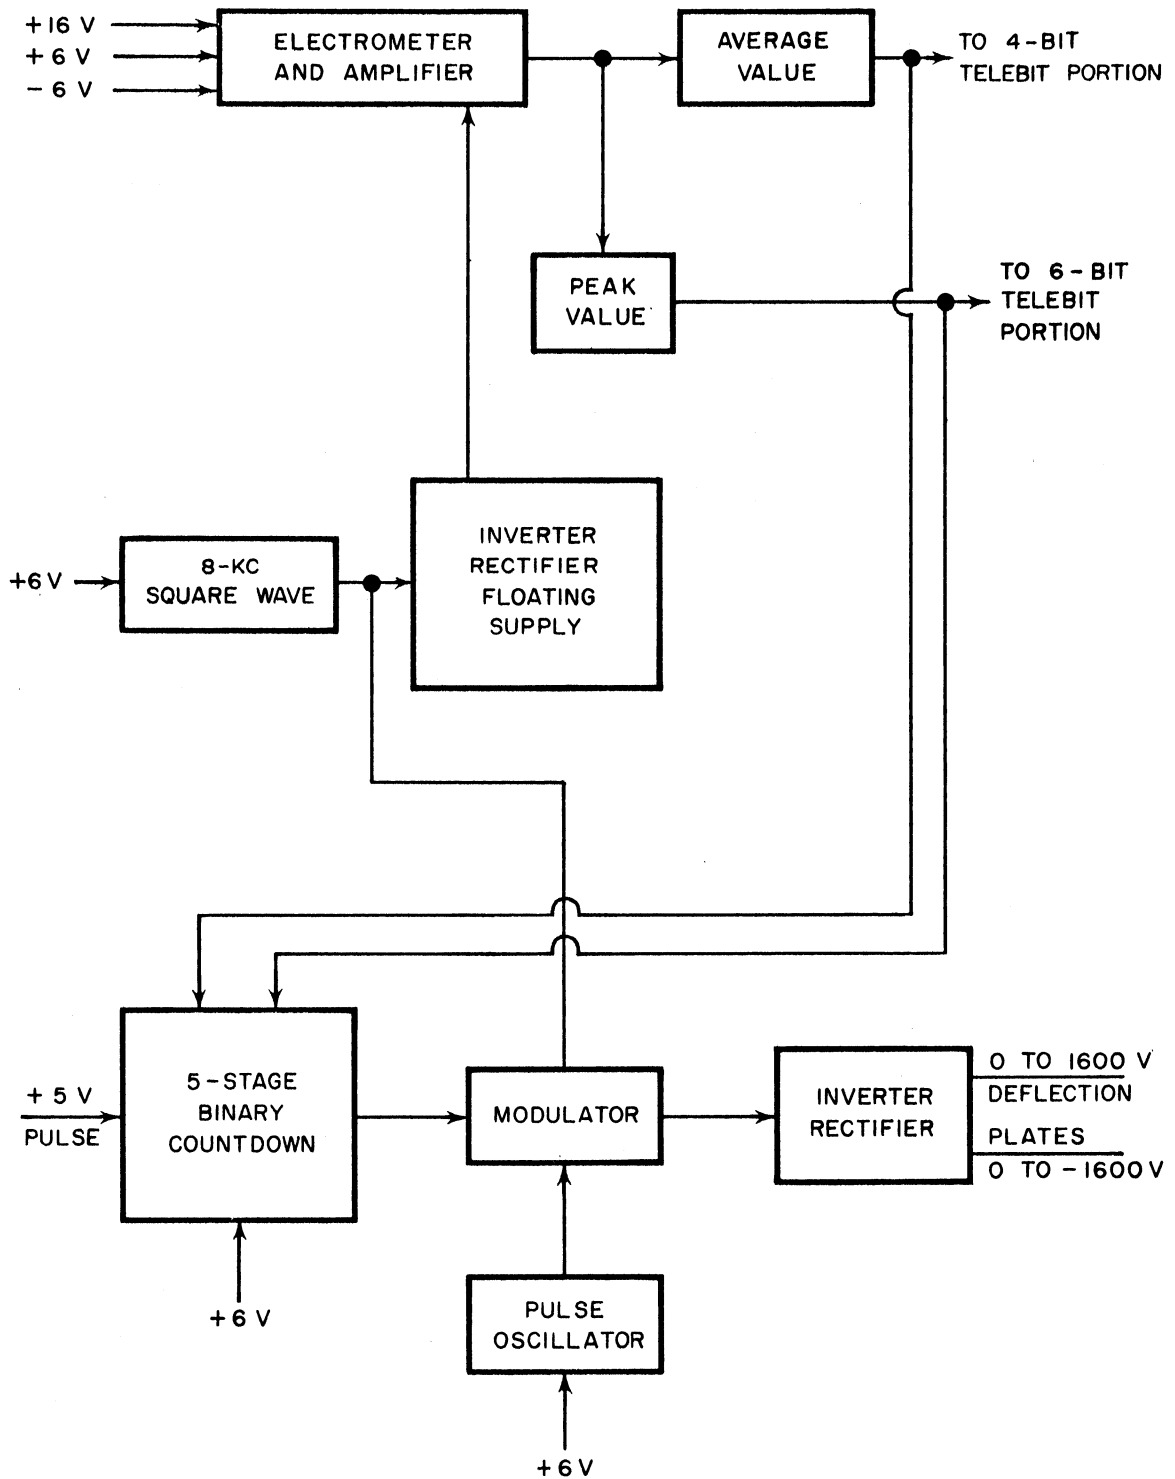 +16 V
+6 V
- 6 V
ELECTROMETER
AND AMPLIFIER
AVERAGE
VALUE
TO 4-BIT
TELEBIT PORTION
PEAK
VALUE
TO 6-BIT
TELEBIT
PORTION
+6V
8-KC
SQUARE WAVE
INVERTER
RECTIFIER
FLOATING
SUPPLY
+ 5 V
PULSE
5-STAGE
BINARY
COUNTDOWN
+6 V
MODULATOR
INVERTER
RECTIFIER
0 TO 1600 V
DEFLECTION
PLATES
0 TO -1600V
PULSE
OSCILLATOR
+6V